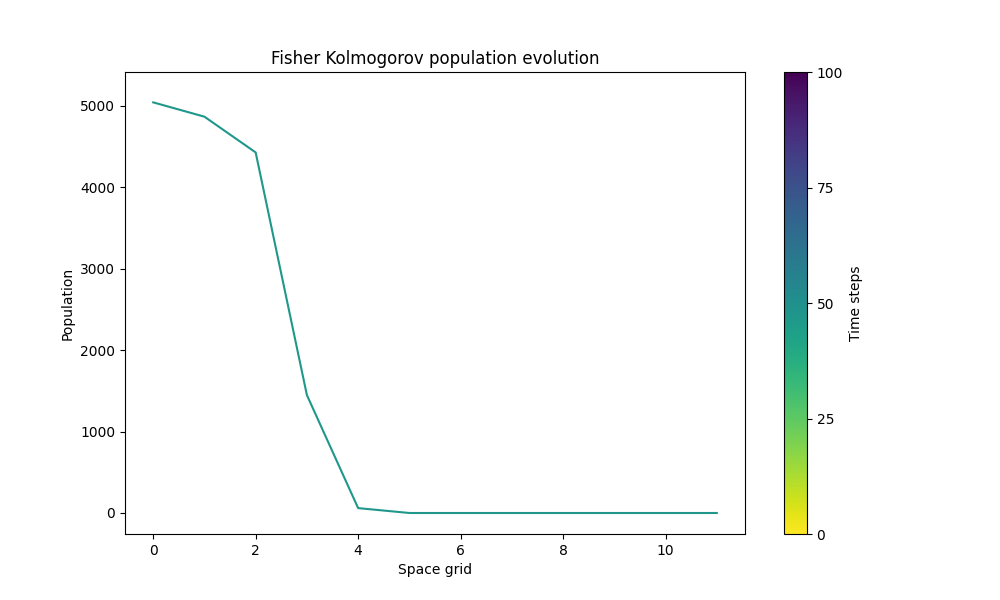 Fisher Kolmogorov population evolution
Population
5000
4000
3000
2000
1000
0
0 2 4 6 8 10
Space grid
100
75
50
25
0
Time steps